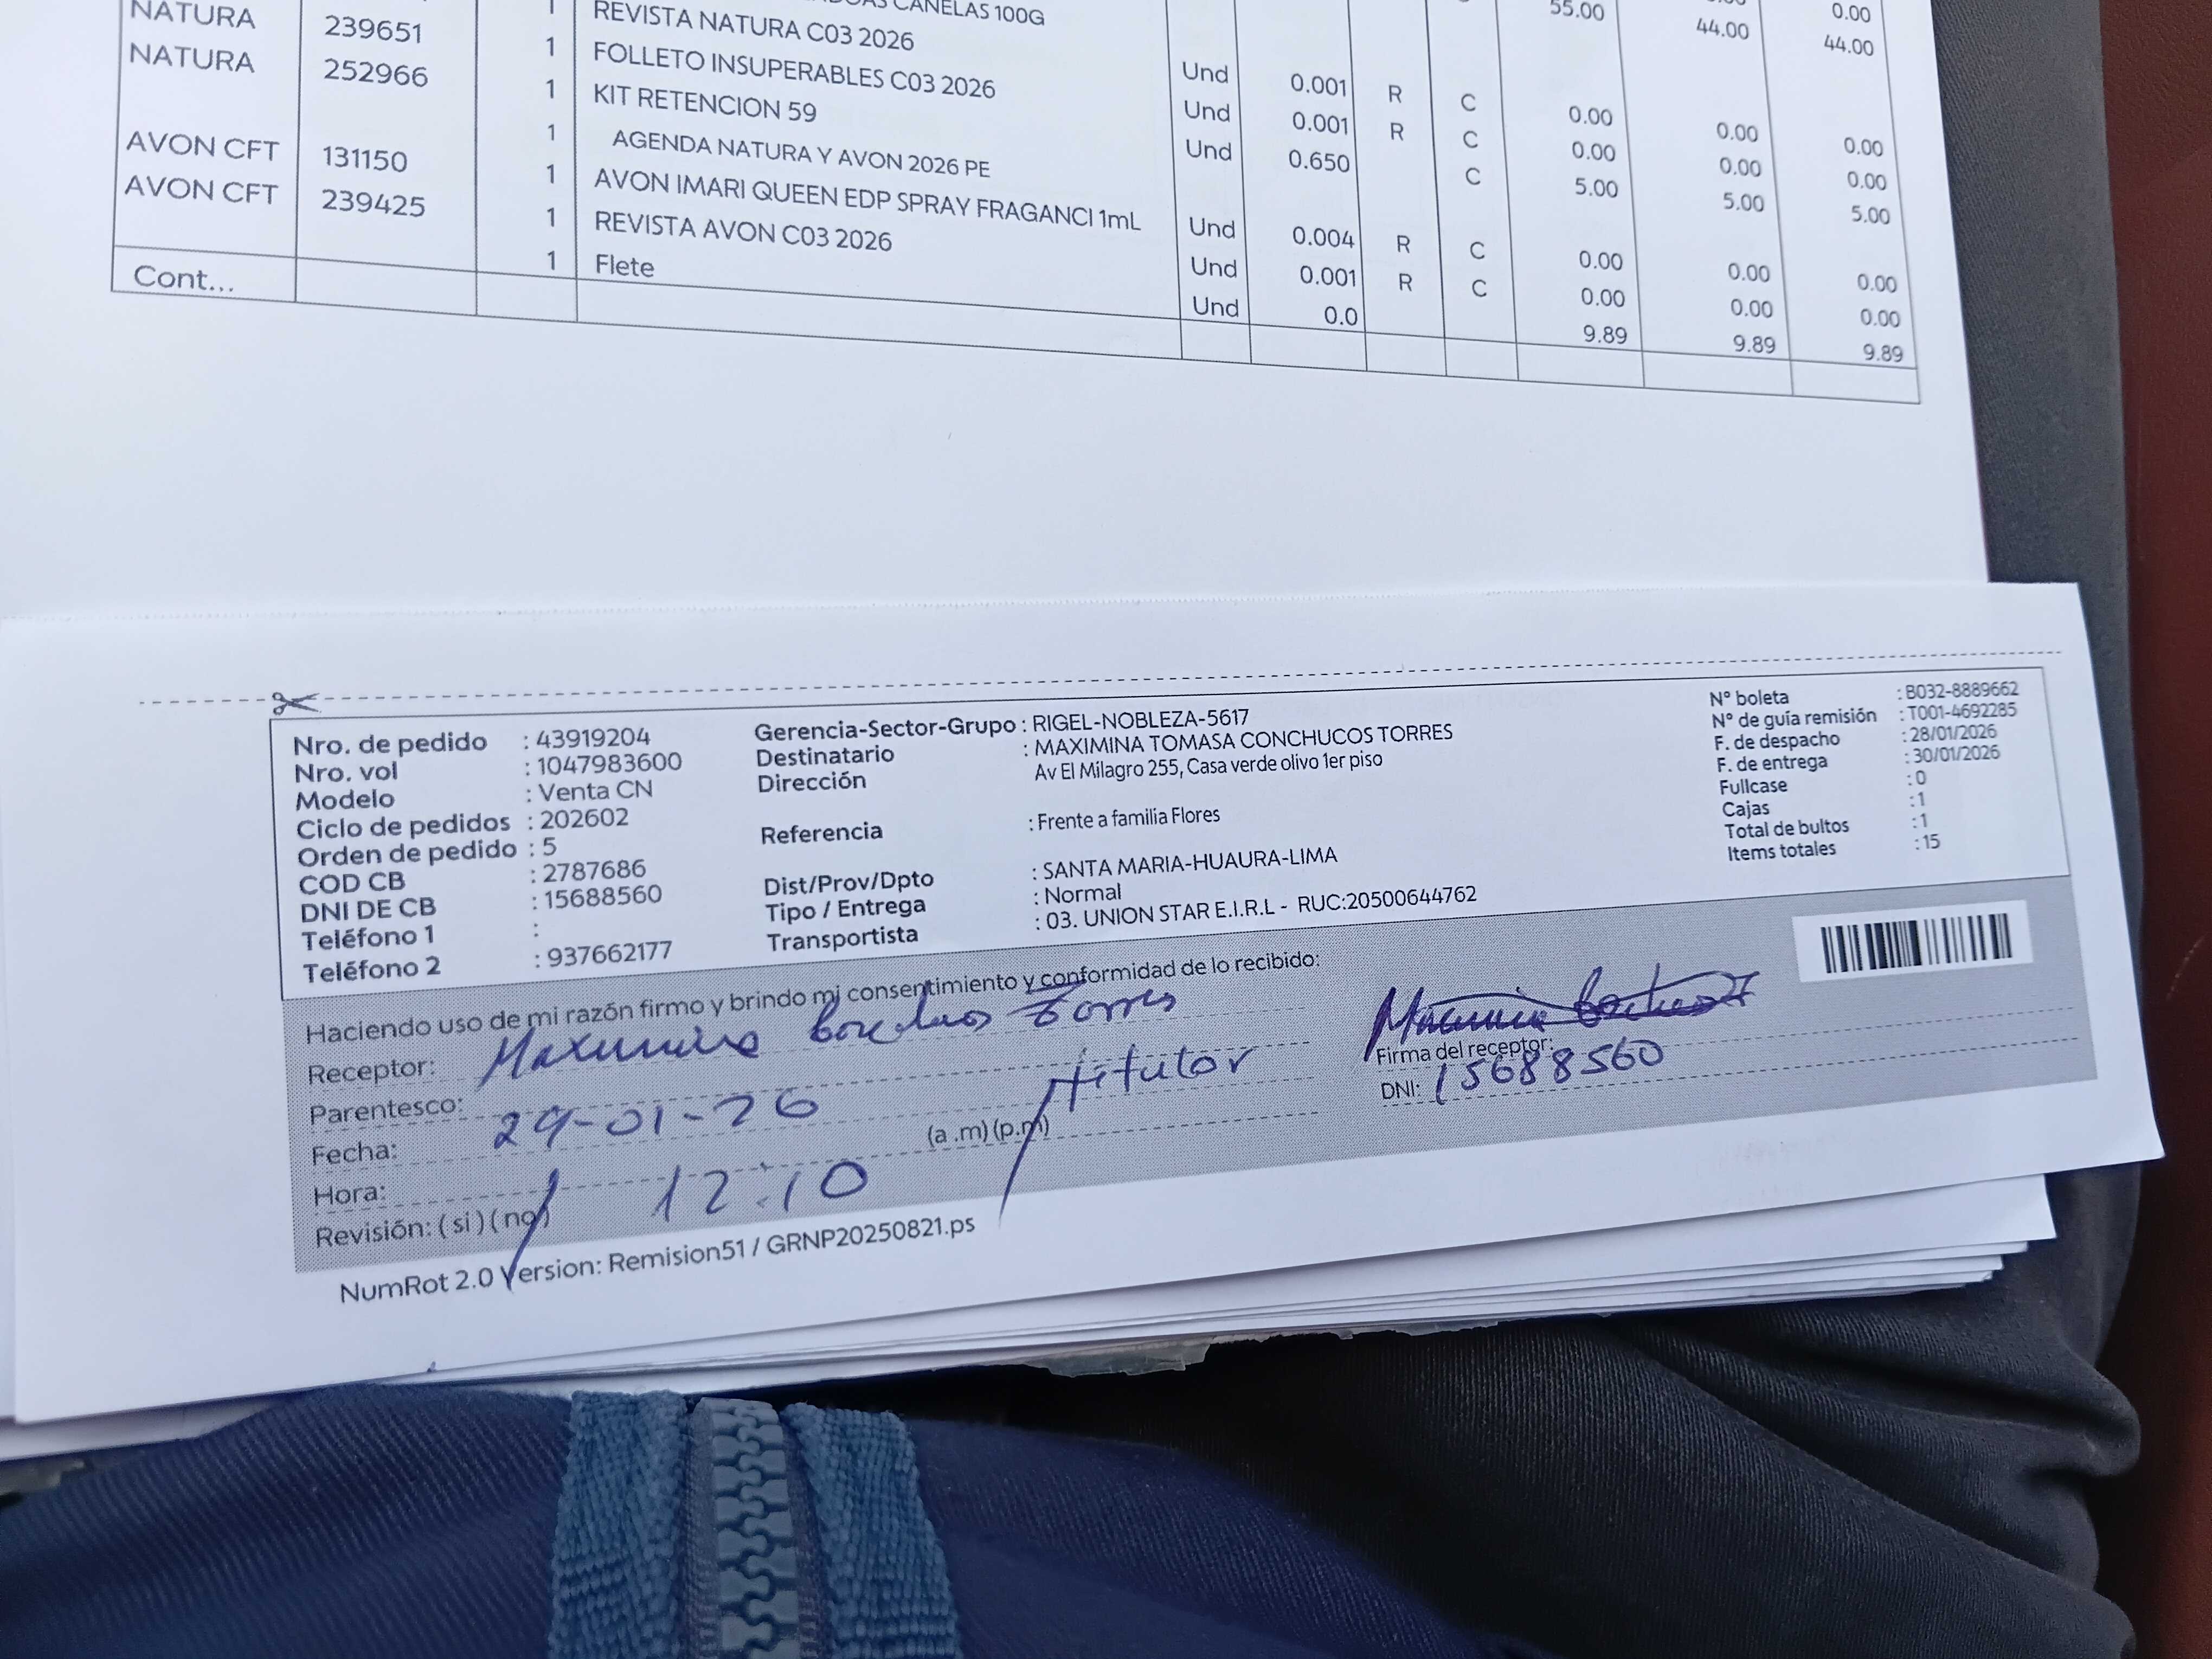 CANELAS 100G
NATURA 239651 1 REVISTA NATURA C03 2026 Und 0.001 R C 0.00 0.00 0.00
NATURA 252966 1 FOLLETO INSUPERABLES C03 2026 Und 0.001 R C 0.00 0.00 0.00
1 KIT RETENCION 59 Und 0.650 C 5.00 5.00 5.00
1 AGENDA NATURA Y AVON 2026 PE
AVON CFT 131150 1 AVON IMARI QUEEN EDP SPRAY FRAGANCI 1mL Und 0.004 R C 0.00 0.00 0.00
AVON CFT 239425 1 REVISTA AVON C03 2026 Und 0.001 R C 0.00 0.00 0.00
1 Flete Und 0.0 9.89 9.89 9.89
Cont...
55.00 44.00 44.00
0.00
Nro. de pedido : 43919204
Nro. vol : 1047983600
Modelo : Venta CN
Ciclo de pedidos : 202602
Orden de pedido : 5
COD CB : 2787686
DNI DE CB : 15688560
Teléfono 1 :
Teléfono 2 : 937662177
Gerencia-Sector-Grupo : RIGEL-NOBLEZA-5617
Destinatario : MAXIMINA TOMASA CONCHUCOS TORRES
Dirección Av El Milagro 255, Casa verde olivo 1er piso
Referencia : Frente a familia Flores
Dist/Prov/Dpto : SANTA MARIA-HUAURA-LIMA
Tipo / Entrega : Normal
Transportista : 03. UNION STAR E.I.R.L - RUC:20500644762
N° boleta : B032-8889662
N° de guía remisión : T001-4692285
F. de despacho : 28/01/2026
F. de entrega : 30/01/2026
Fullcase : 0
Cajas : 1
Total de bultos : 1
Items totales : 15
Haciendo uso de mi razón firmo y brindo mi consentimiento y conformidad de lo recibido:
Receptor: Torres
Parentesco: titular
Fecha: 29-01-26
Hora: 12:10 (a .m) (p.m)
Revisión: ( si ) ( no )
Firma del receptor:
DNI: 15688560
NumRot 2.0 Version: Remision51 / GRNP20250821.ps